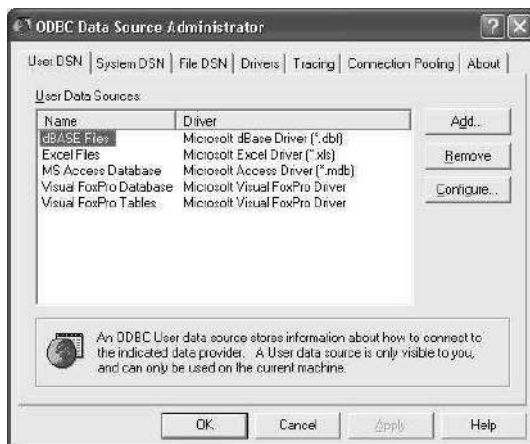 ODBC Data Source Administrator
User DSN System DSN File DSN Drivers Tracing Connection Pooling About
User Data Sources:
Name Driver
dBASE Files Microsoft dBase Driver (*.dbf)
Excel Files Microsoft Excel Driver (*.xls)
MS Access Database Microsoft Access Driver (*.mdb)
Visual FoxPro Database Microsoft Visual FoxPro Driver
Visual FoxPro Tables Microsoft Visual FoxPro Driver
Add...
Remove
Configure...
An ODBC User data source stores information about how to connect to
the indicated data provider. A User data source is only visible to you,
and can only be used on the current machine.
OK Cancel Apply Help